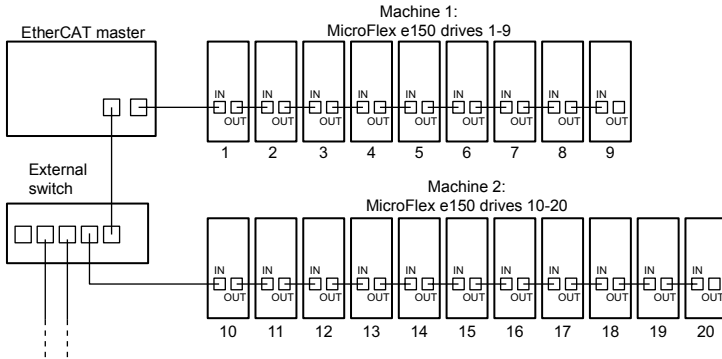 Machine 1:
MicroFlex e150 drives 1-9
EtherCAT master
IN IN IN IN IN IN IN IN IN
OUT OUT OUT OUT OUT OUT OUT OUT OUT
1 2 3 4 5 6 7 8 9
External
switch
Machine 2:
MicroFlex e150 drives 10-20
IN IN IN IN IN IN IN IN IN IN IN
OUT OUT OUT OUT OUT OUT OUT OUT OUT OUT OUT
10 11 12 13 14 15 16 17 18 19 20